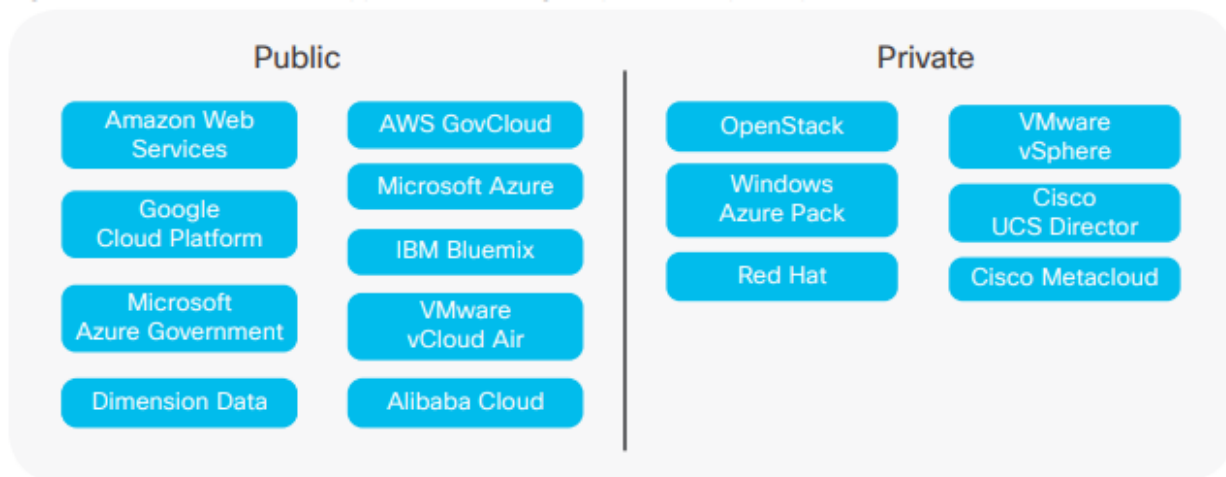 Public
Amazon Web
Services
Google
Cloud Platform
Microsoft
Azure Government
Dimension Data
AWS GovCloud
Microsoft Azure
IBM Bluemix
VMware
vCloud Air
Alibaba Cloud
Private
OpenStack
Windows
Azure Pack
Red Hat
VMware
vSphere
Cisco
UCS Director
Cisco Metacloud